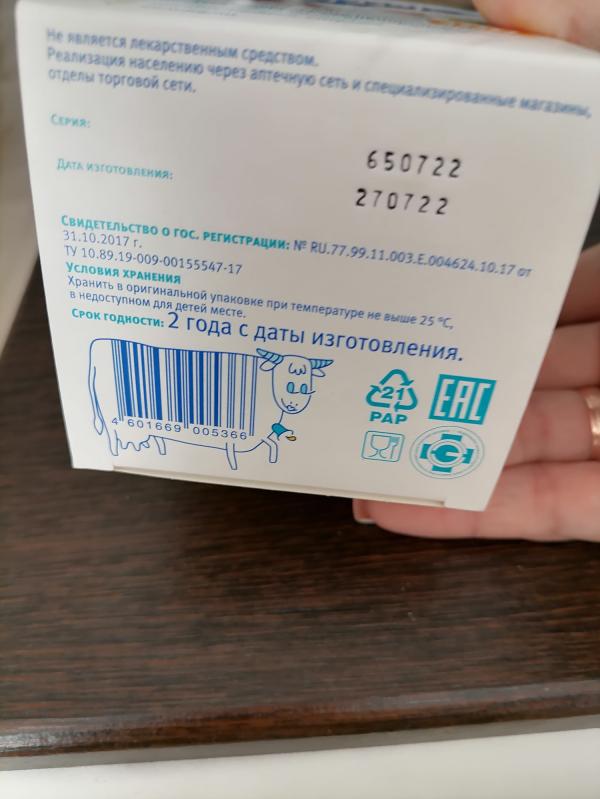 Не является лекарственным средством.
Реализация населению через аптечную сеть и специализированные магазины,
отделы торговой сети.
Серия:
650722
Дата изготовления:
270722
Свидетельство о гос. регистрации: № RU.77.99.11.003.Е.004624.10.17 от
31.10.2017 г.
ТУ 10.89.19-009-00155547-17
Условия хранения
Хранить в оригинальной упаковке при температуре не выше 25 °С,
в недоступном для детей месте.
Срок годности: 2 года с даты изготовления.
4 601669 005366
21
PAP
EAC